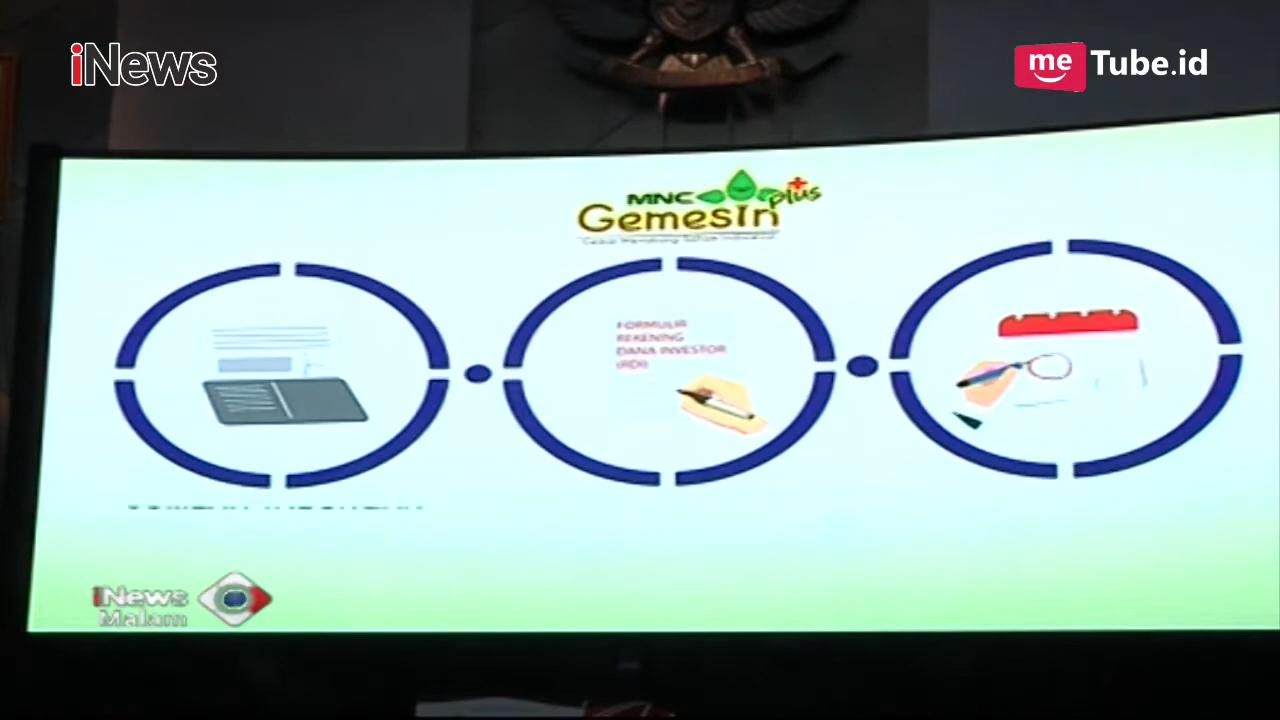 iNews
me Tube.id
MNC plus
Gemesin
FORMULIR
REKENING
DANA INVESTOR
(RDI)
iNews
Malam